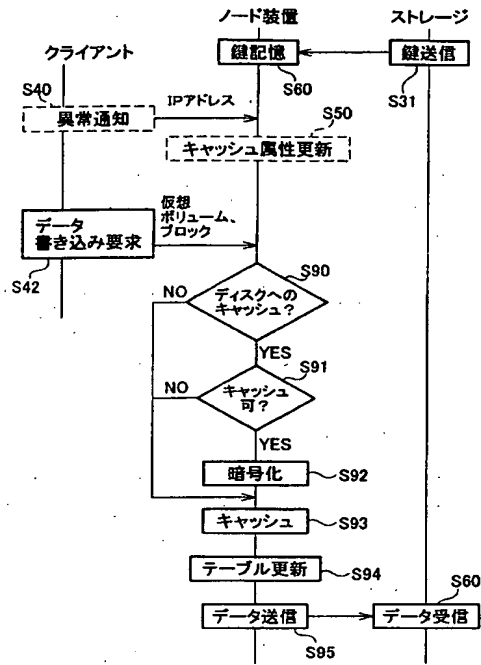 ノード装置
ストレージ
クライアント
鍵記憶
鍵送信
S60
S31
S40
異常通知
IPアドレス
S50
キャッシュ属性更新
仮想
ボリューム、
ブロック
データ
書き込み要求
S42
S90
ディスクへの
キャッシュ?
NO
YES
S91
キャッシュ
可?
NO
YES
暗号化
S92
キャッシュ
S93
テーブル更新
S94
S60
データ送信
データ受信
S95